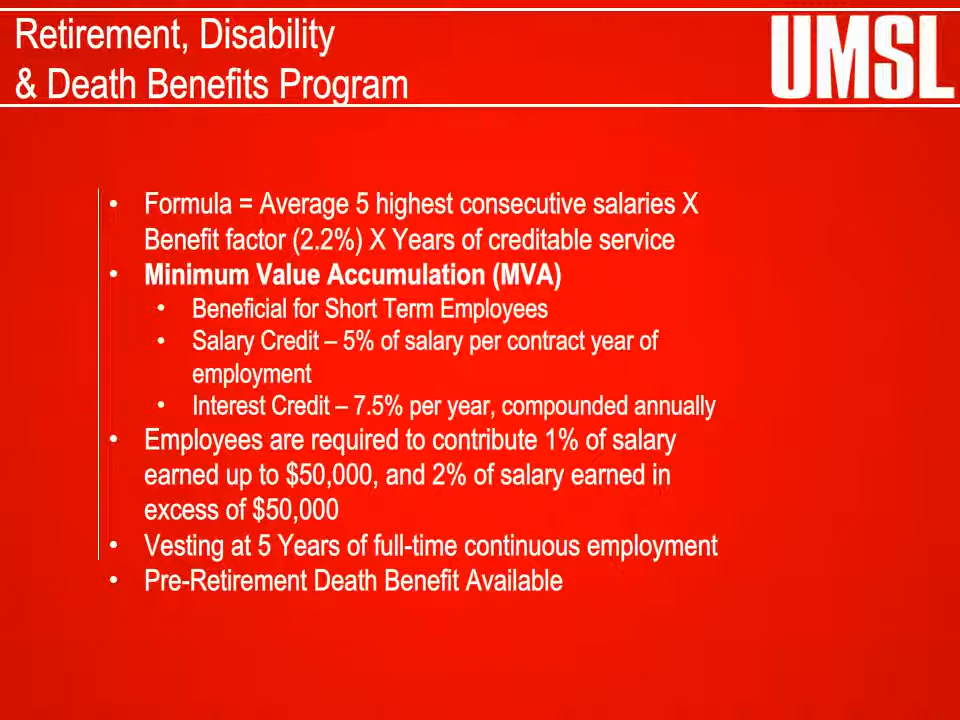 Retirement, Disability
& Death Benefits Program
UMSL
• Formula = Average 5 highest consecutive salaries X
Benefit factor (2.2%) X Years of creditable service
• Minimum Value Accumulation (MVA)
• Beneficial for Short Term Employees
• Salary Credit – 5% of salary per contract year of
employment
• Interest Credit – 7.5% per year, compounded annually
• Employees are required to contribute 1% of salary
earned up to $50,000, and 2% of salary earned in
excess of $50,000
• Vesting at 5 Years of full-time continuous employment
• Pre-Retirement Death Benefit Available